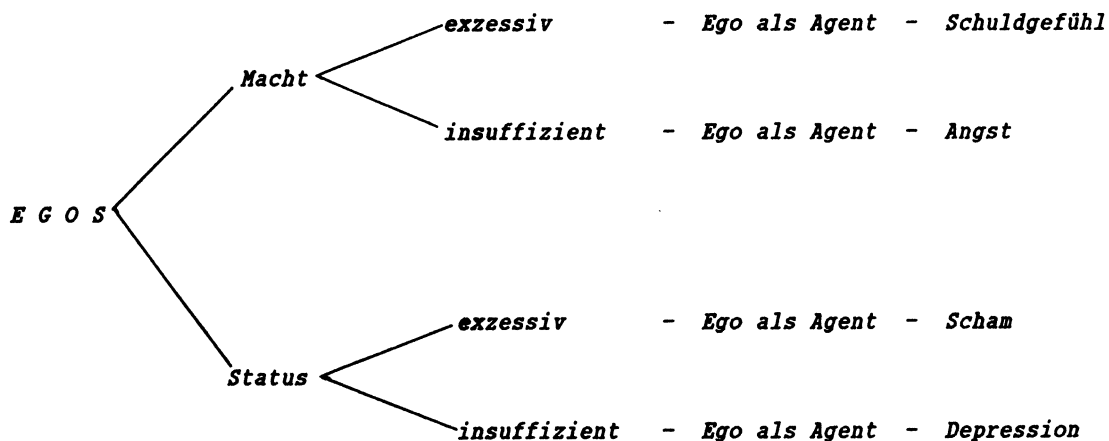 exzessiv - Ego als Agent - Schuldgefühl
Macht
insuffizient - Ego als Agent - Angst
E G O S
exzessiv - Ego als Agent - Scham
Status
insuffizient - Ego als Agent - Depression